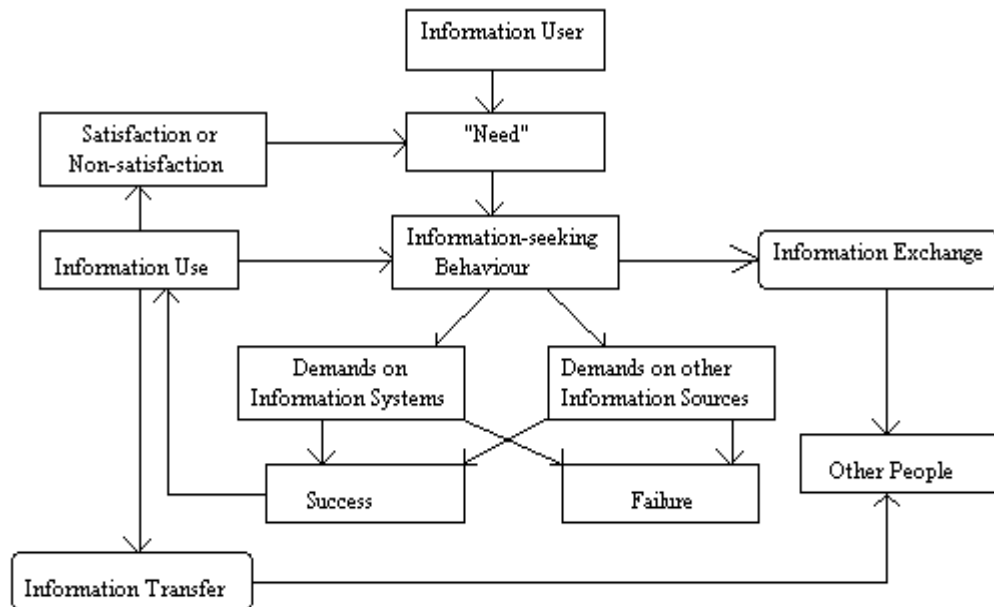 Information User
Satisfaction or
Non-satisfaction
"Need"
Information Use
Information-seeking
Behaviour
Information Exchange
Demands on
Information Systems
Demands on other
Information Sources
Success
Failure
Other People
Information Transfer